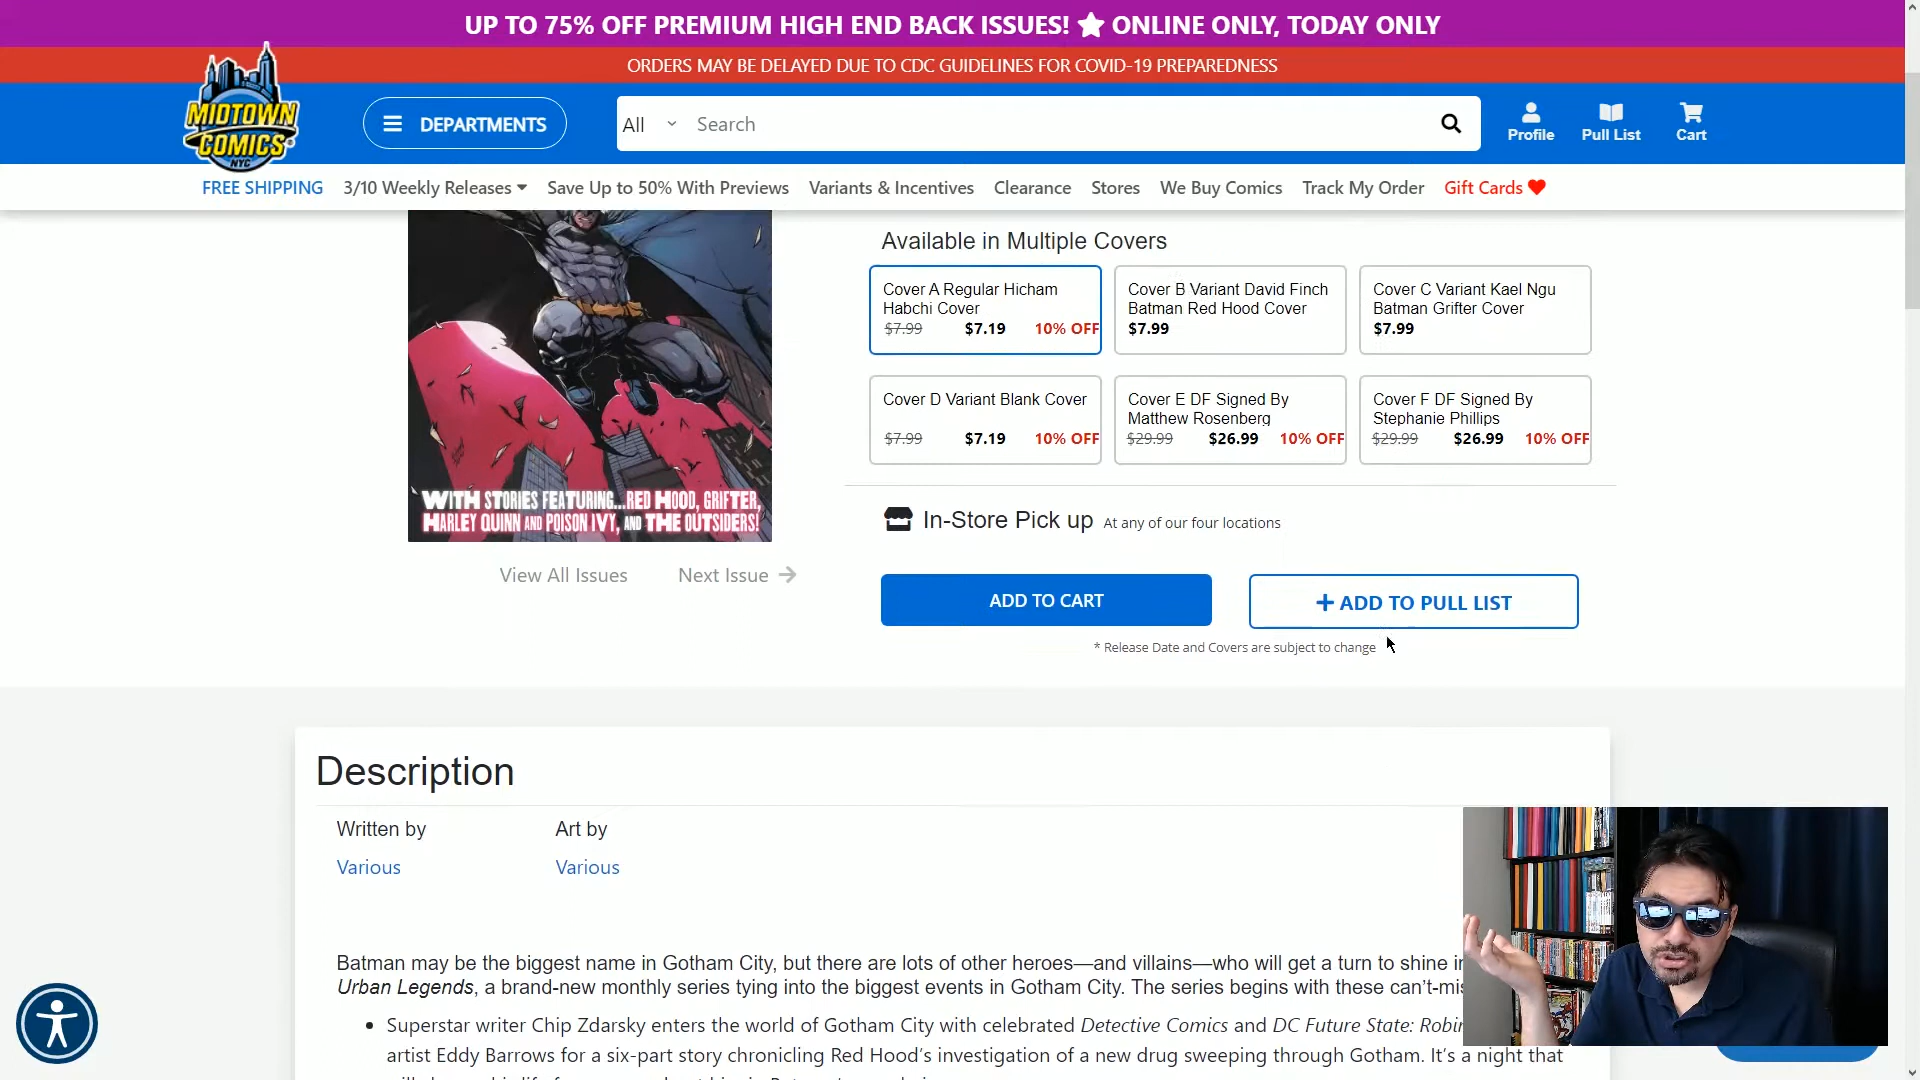 UP TO 75% OFF PREMIUM HIGH END BACK ISSUES! ★ ONLINE ONLY, TODAY ONLY
ORDERS MAY BE DELAYED DUE TO CDC GUIDELINES FOR COVID-19 PREPAREDNESS
MIDTOWN
COMICS
NYC
DEPARTMENTS
All
Search
Profile
Pull List
Cart
FREE SHIPPING
3/10 Weekly Releases
Save Up to 50% With Previews
Variants & Incentives
Clearance
Stores
We Buy Comics
Track My Order
Gift Cards
WITH STORIES FEATURING...RED HOOD, GRIFTER,
HARLEY QUINN AND POISON IVY, AND THE OUTSIDERS!
View All Issues
Next Issue
Available in Multiple Covers
Cover A Regular Hicham
Habchi Cover
$7.99 $7.19 10% OFF
Cover B Variant David Finch
Batman Red Hood Cover
$7.99
Cover C Variant Kael Ngu
Batman Grifter Cover
$7.99
Cover D Variant Blank Cover
$7.99 $7.19 10% OFF
Cover E DF Signed By
Matthew Rosenberg
$29.99 $26.99 10% OFF
Cover F DF Signed By
Stephanie Phillips
$29.99 $26.99 10% OFF
In-Store Pick up At any of our four locations
ADD TO CART
+ ADD TO PULL LIST
* Release Date and Covers are subject to change
Description
Written by
Various
Art by
Various
Batman may be the biggest name in Gotham City, but there are lots of other heroes—and villains—who will get a turn to shine
Urban Legends, a brand-new monthly series tying into the biggest events in Gotham City. The series begins with these
• Superstar writer Chip Zdarsky enters the world of Gotham City with celebrated Detective Comics and DC Future State:
artist Eddy Barrows for a six-part story chronicling Red Hood's investigation of a new drug sweeping through Gotham. It's a night that